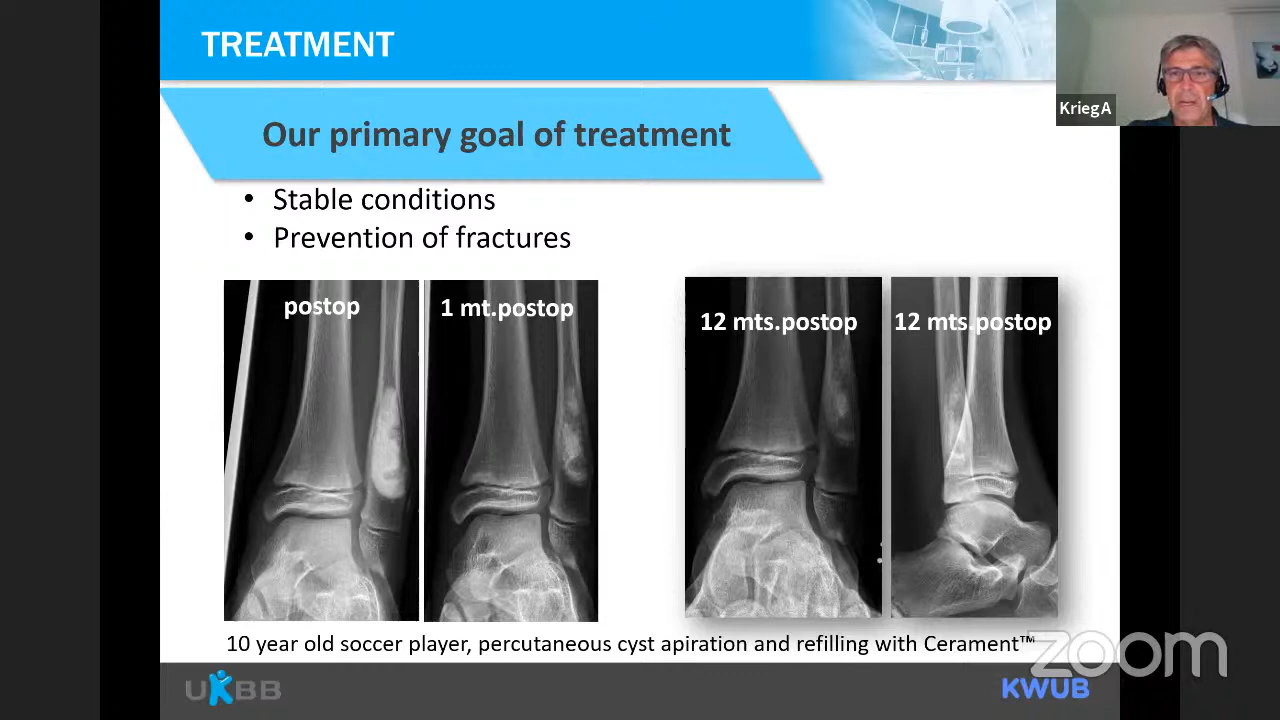 TREATMENT
KriegA
Our primary goal of treatment
• Stable conditions
• Prevention of fractures
postop
1 mt.postop
12 mts.postop
12 mts.postop
10 year old soccer player, percutaneous cyst apiration and refilling with Cerament™
zoom
UKBB
KWUB